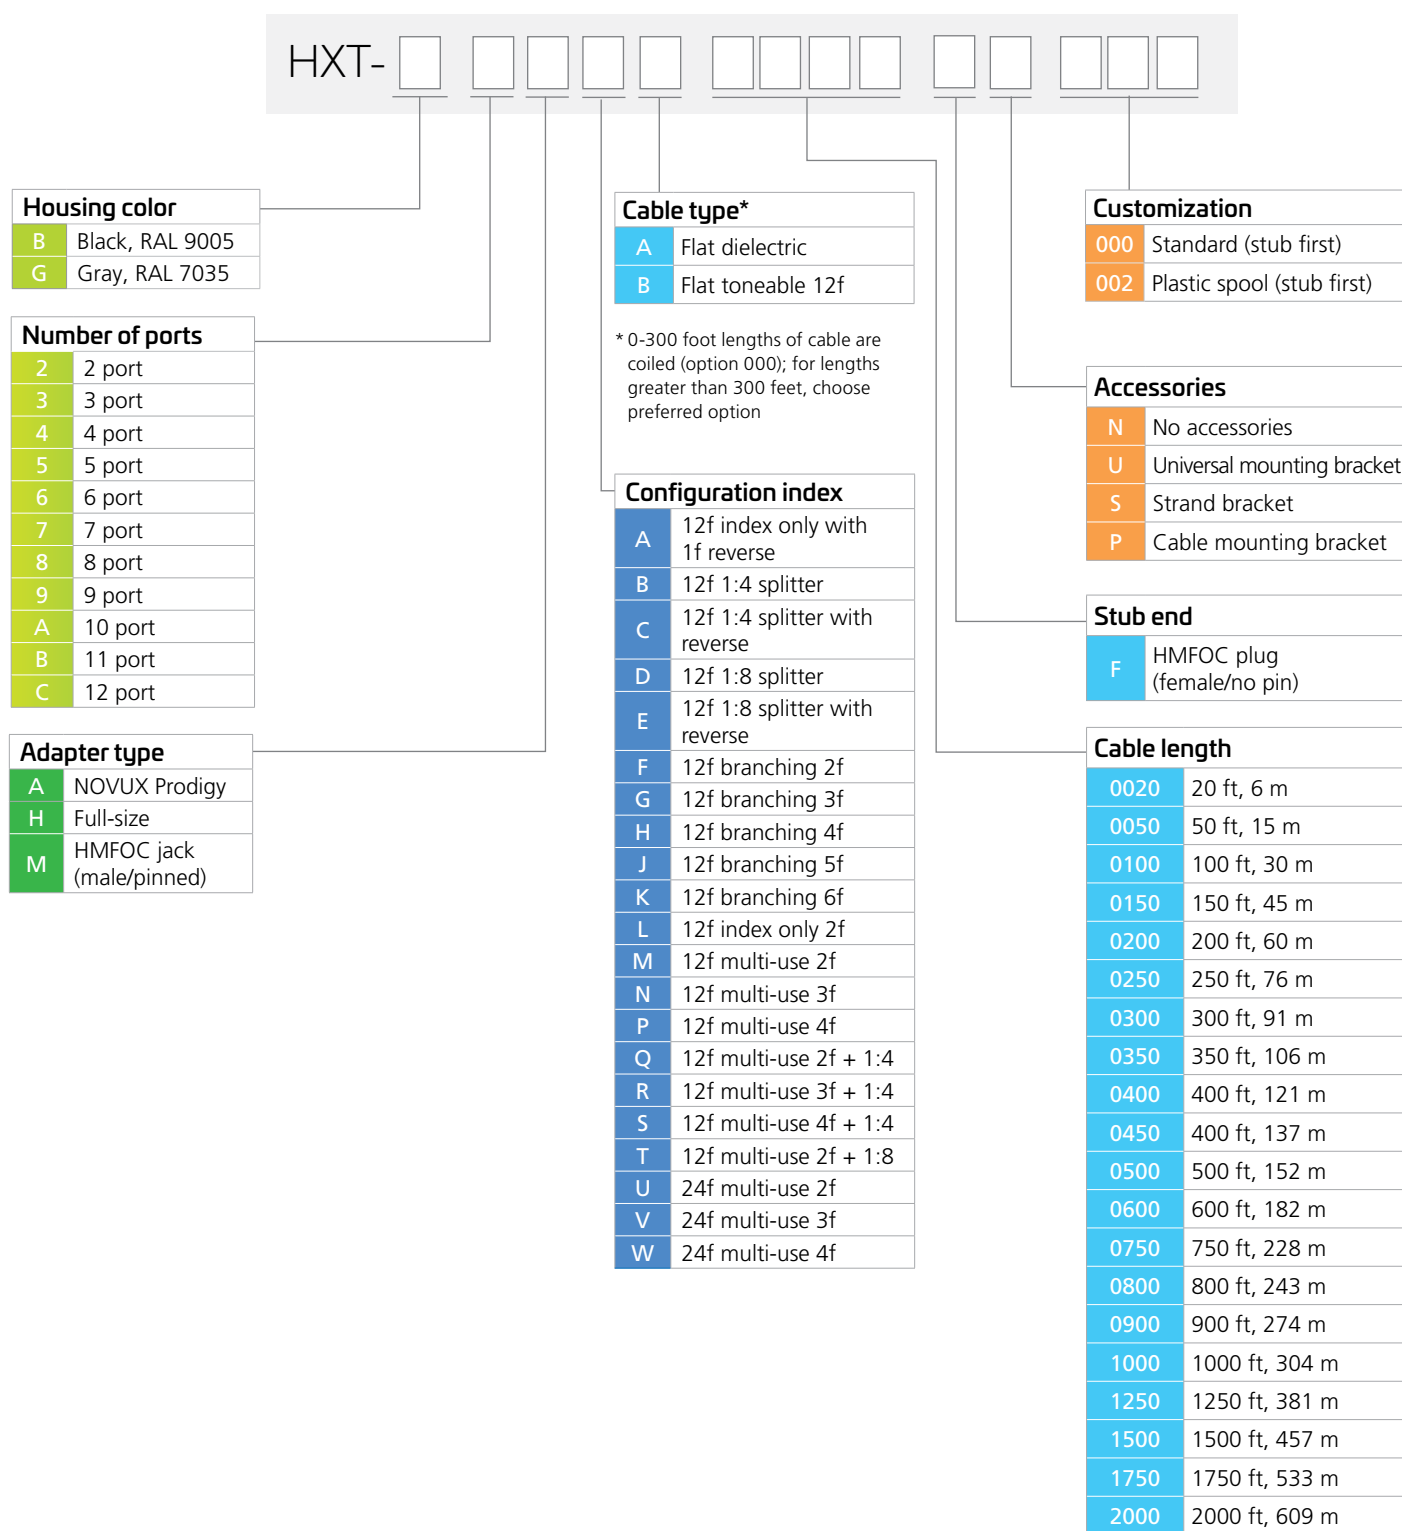 HXT-
Housing color
B Black, RAL 9005
G Gray, RAL 7035
Number of ports
2 2 port
3 3 port
4 4 port
5 5 port
6 6 port
7 7 port
8 8 port
9 9 port
A 10 port
B 11 port
C 12 port
Adapter type
A NOVUX Prodigy
H Full-size
M HMFOC jack
(male/pinned)
Cable type*
A Flat dielectric
B Flat toneable 12f
* 0-300 foot lengths of cable are
coiled (option 000); for lengths
greater than 300 feet, choose
preferred option
Configuration index
A 12f index only with
1f reverse
B 12f 1:4 splitter
C 12f 1:4 splitter with
reverse
D 12f 1:8 splitter
E 12f 1:8 splitter with
reverse
F 12f branching 2f
G 12f branching 3f
H 12f branching 4f
J 12f branching 5f
K 12f branching 6f
L 12f index only 2f
M 12f multi-use 2f
N 12f multi-use 3f
P 12f multi-use 4f
Q 12f multi-use 2f + 1:4
R 12f multi-use 3f + 1:4
S 12f multi-use 4f + 1:4
T 12f multi-use 2f + 1:8
U 24f multi-use 2f
V 24f multi-use 3f
W 24f multi-use 4f
Customization
000 Standard (stub first)
002 Plastic spool (stub first)
Accessories
N No accessories
U Universal mounting bracket
S Strand bracket
P Cable mounting bracket
Stub end
F HMFOC plug
(female/no pin)
Cable length
0020 20 ft, 6 m
0050 50 ft, 15 m
0100 100 ft, 30 m
0150 150 ft, 45 m
0200 200 ft, 60 m
0250 250 ft, 76 m
0300 300 ft, 91 m
0350 350 ft, 106 m
0400 400 ft, 121 m
0450 400 ft, 137 m
0500 500 ft, 152 m
0600 600 ft, 182 m
0750 750 ft, 228 m
0800 800 ft, 243 m
0900 900 ft, 274 m
1000 1000 ft, 304 m
1250 1250 ft, 381 m
1500 1500 ft, 457 m
1750 1750 ft, 533 m
2000 2000 ft, 609 m